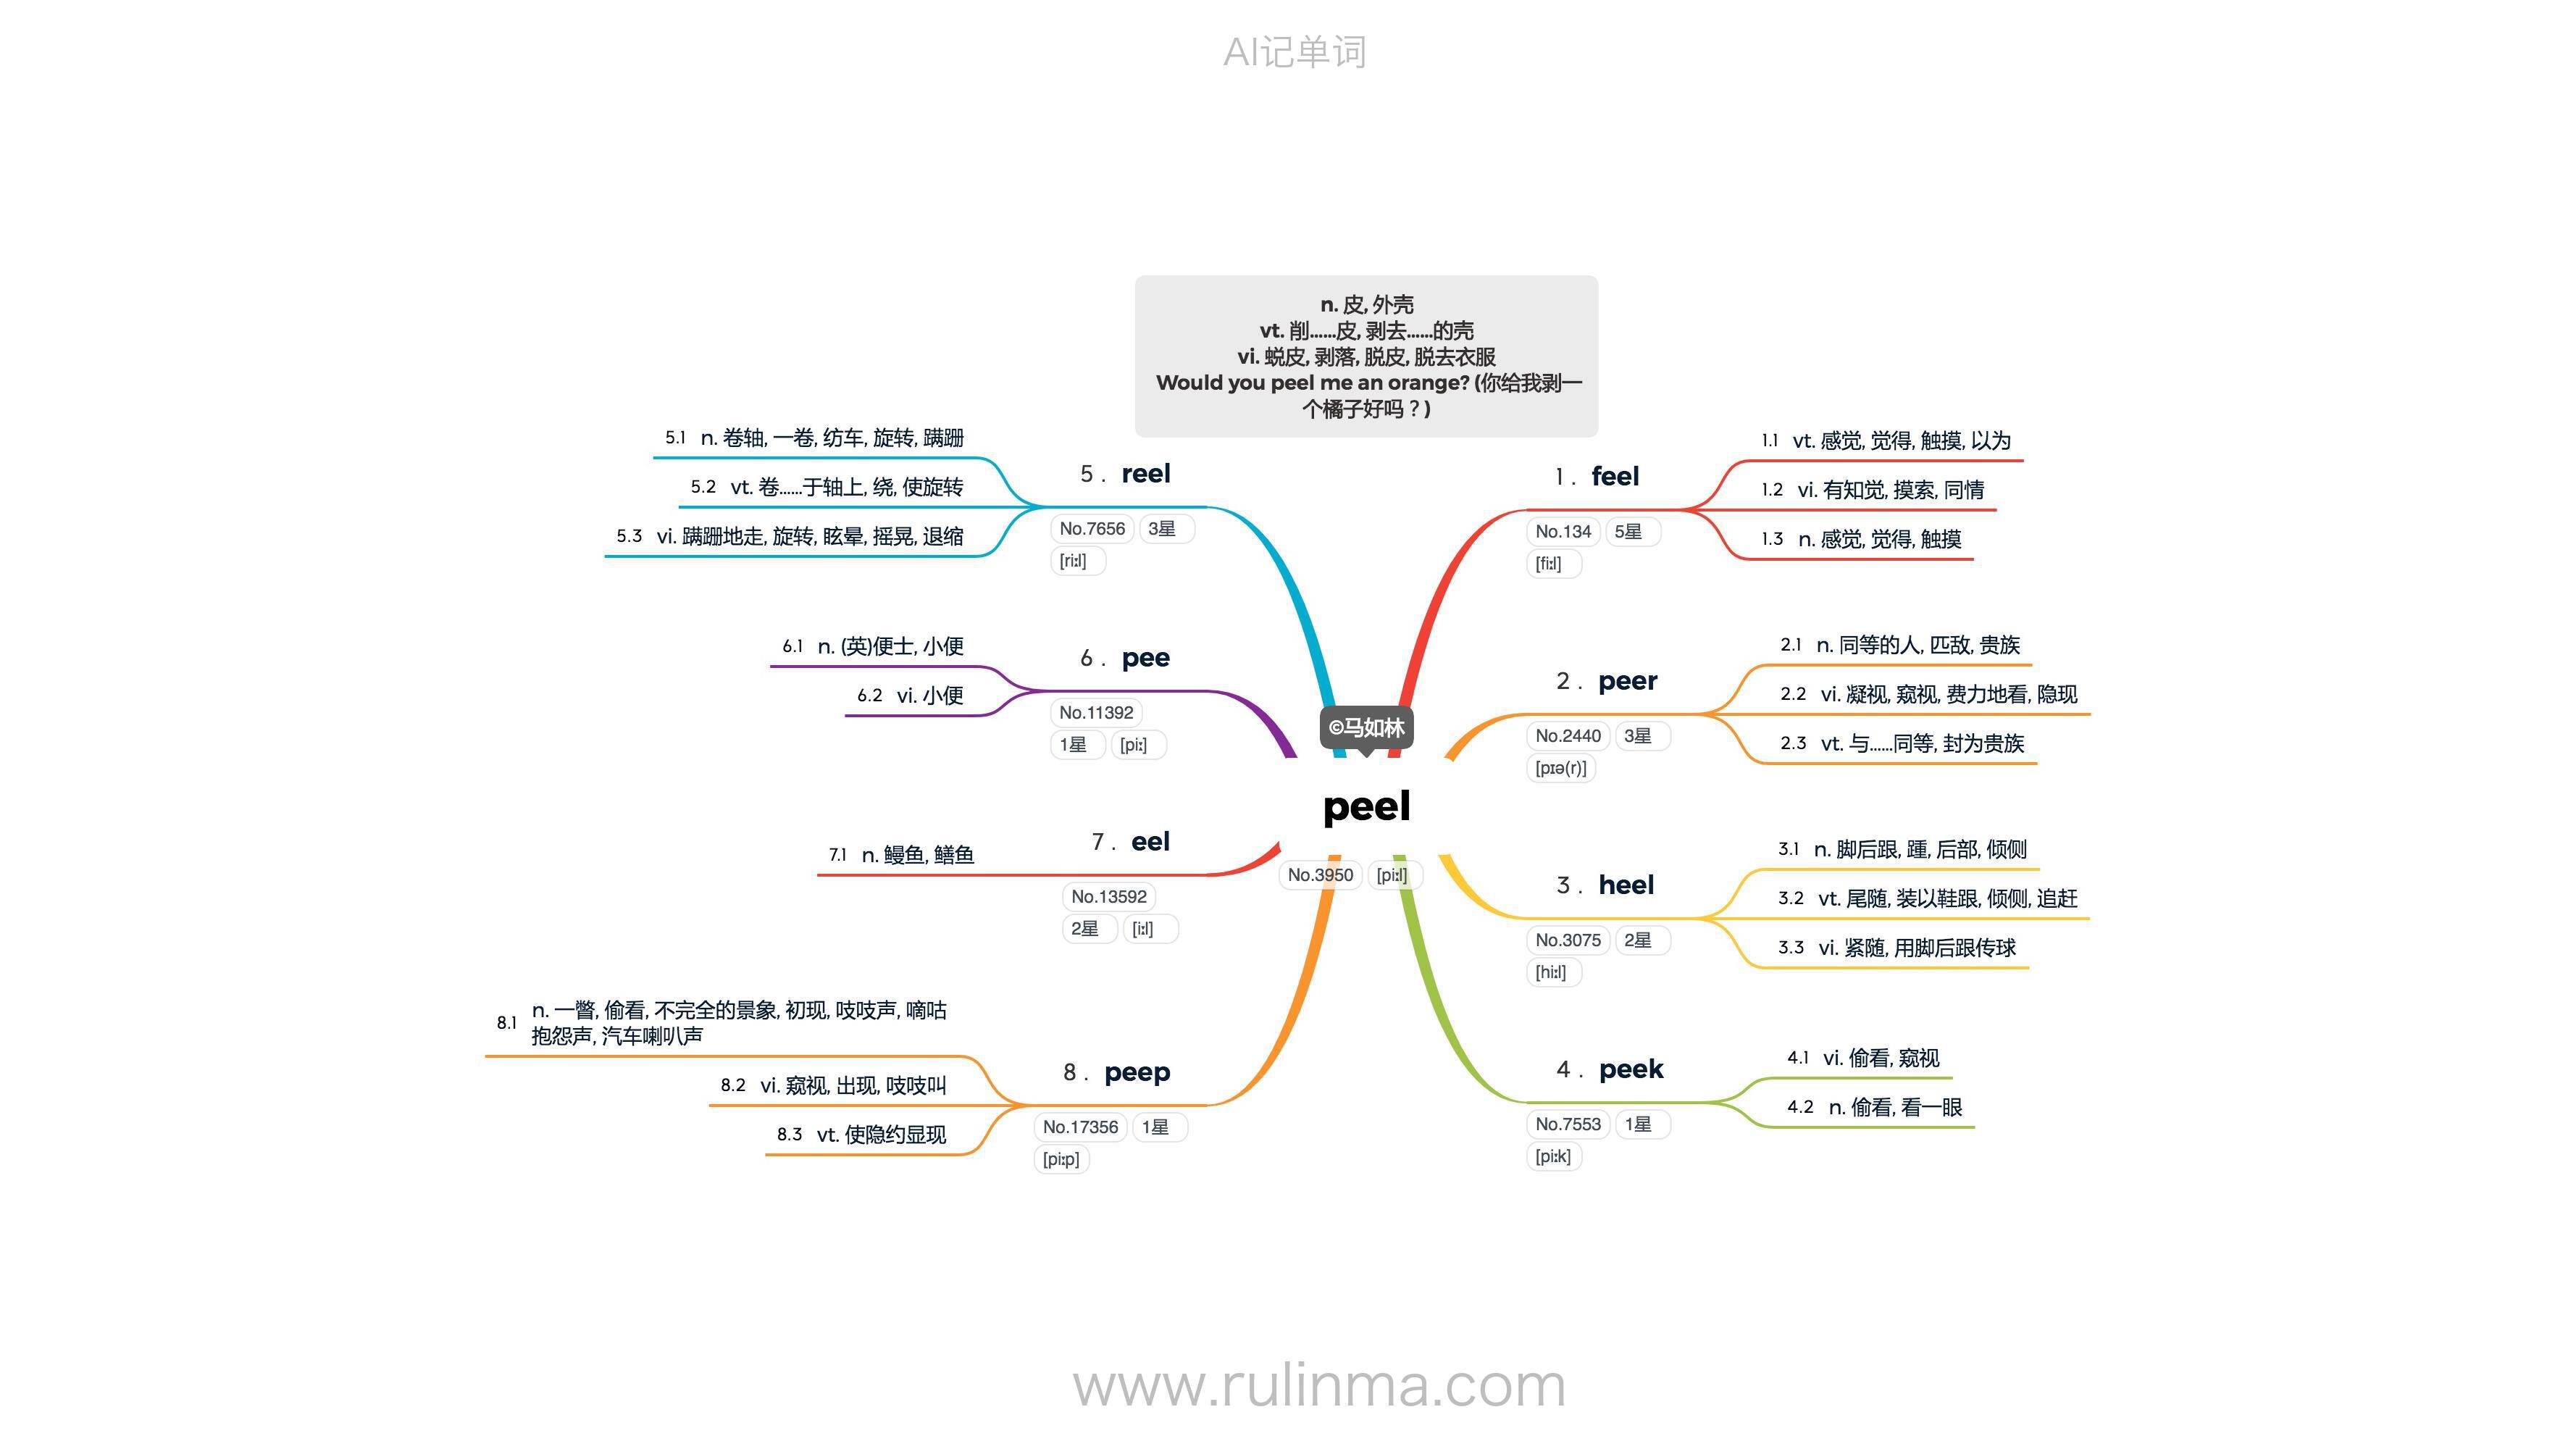 AI记单词
n. 皮, 外壳
vt. 削……皮, 剥去……的壳
vi. 蜕皮, 剥落, 脱皮, 脱去衣服
Would you peel me an orange? (你给我剥一
个橘子好吗？)
©马如林
peel
No.3950 [piːl]
1. feel
No.134 5星
[fiːl]
1.1 vt. 感觉, 觉得, 触摸, 以为
1.2 vi. 有知觉, 摸索, 同情
1.3 n. 感觉, 觉得, 触摸
2. peer
No.2440 3星
[pɪə(r)]
2.1 n. 同等的人, 匹敌, 贵族
2.2 vi. 凝视, 窥视, 费力地看, 隐现
2.3 vt. 与……同等, 封为贵族
3. heel
No.3075 2星
[hiːl]
3.1 n. 脚后跟, 踵, 后部, 倾侧
3.2 vt. 尾随, 装以鞋跟, 倾侧, 追赶
3.3 vi. 紧随, 用脚后跟传球
4. peek
No.7553 1星
[piːk]
4.1 vi. 偷看, 窥视
4.2 n. 偷看, 看一眼
5. reel
No.7656 3星
[riːl]
5.1 n. 卷轴, 一卷, 纺车, 旋转, 蹒跚
5.2 vt. 卷……于轴上, 绕, 使旋转
5.3 vi. 蹒跚地走, 旋转, 眩晕, 摇晃, 退缩
6. pee
No.11392
1星 [piː]
6.1 n. (英)便士, 小便
6.2 vi. 小便
7. eel
No.13592
2星 [iːl]
7.1 n. 鳗鱼, 鳝鱼
8. peep
No.17356 1星
[piːp]
8.1 n. 一瞥, 偷看, 不完全的景象, 初现, 吱吱声, 嘀咕
抱怨声, 汽车喇叭声
8.2 vi. 窥视, 出现, 吱吱叫
8.3 vt. 使隐约显现
www.rulinma.com